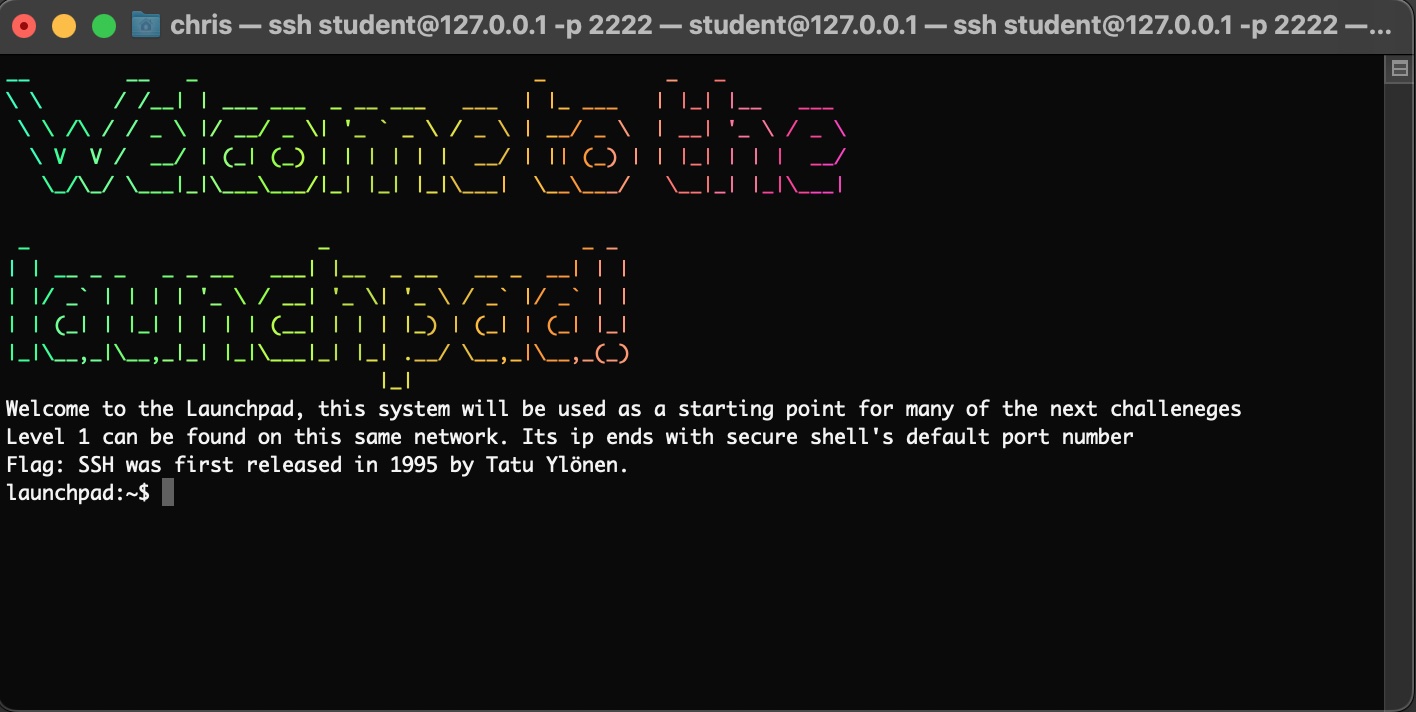 chris — ssh student@127.0.0.1 -p 2222 — student@127.0.0.1 — ssh student@127.0.0.1 -p 2222 —...
Welcome to the
launchpad!
Welcome to the Launchpad, this system will be used as a starting point for many of the next challeneges
Level 1 can be found on this same network. Its ip ends with secure shell's default port number
Flag: SSH was first released in 1995 by Tatu Ylönen.
launchpad:~$